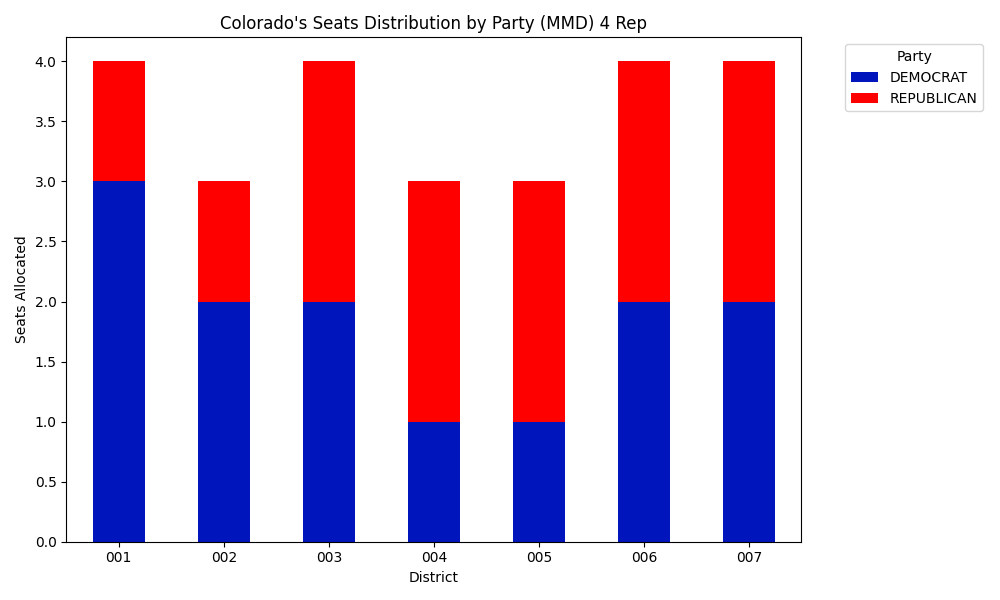 Colorado's Seats Distribution by Party (MMD) 4 Rep
Party
DEMOCRAT
REPUBLICAN
Seats Allocated
4.0
3.5
3.0
2.5
2.0
1.5
1.0
0.5
0.0
001 002 003 004 005 006 007
District